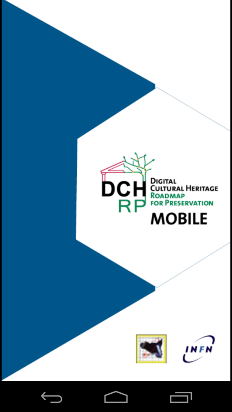 DCH
RP
DIGITAL
CULTURAL HERITAGE
ROADMAP
FOR PRESERVATION
MOBILE
INFN